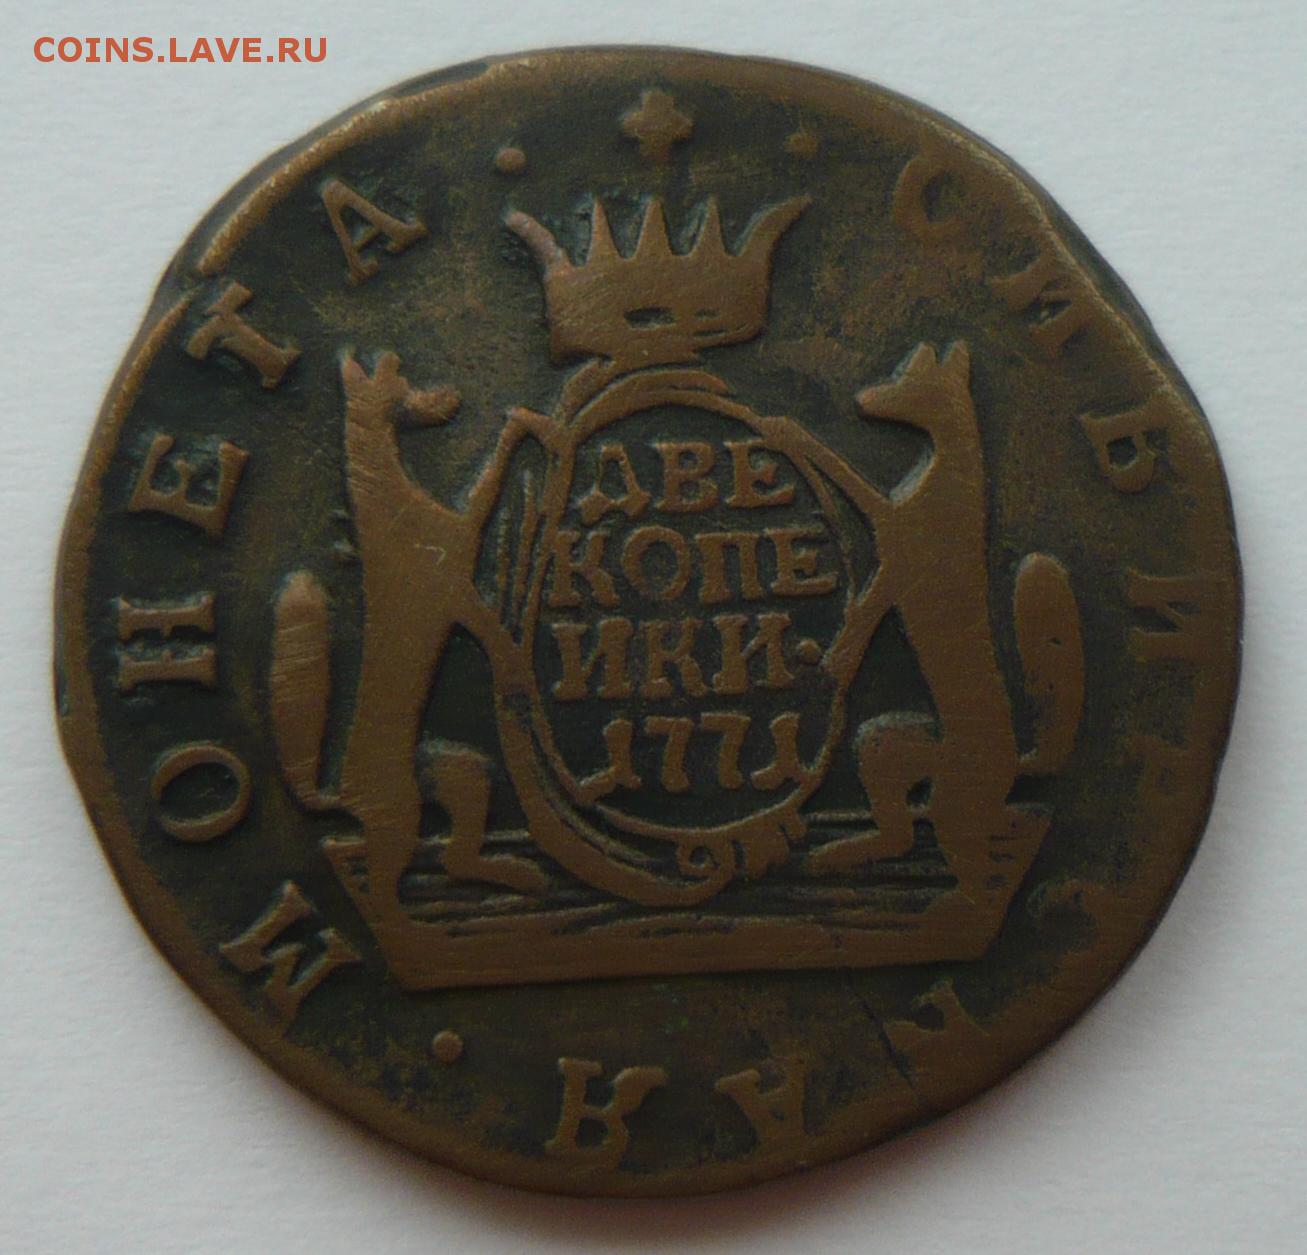 COINS.LAVE.RU
СИБИРСКАЯ · МОНЕТА ·
ДВЕ
КОПЕ
ИКИ·
1771